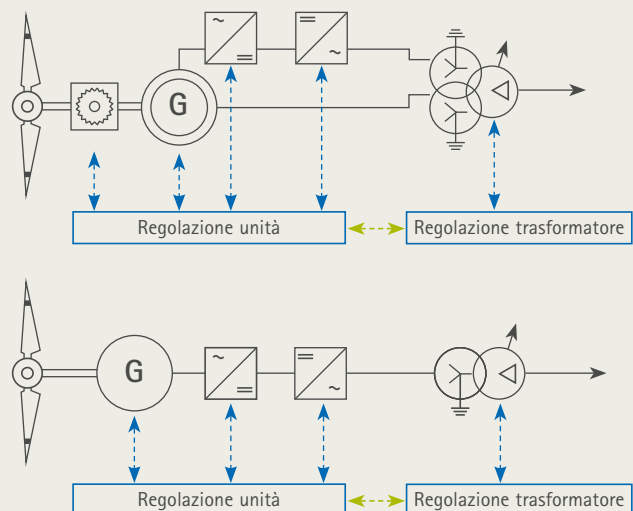 ~
=
=
~
G
Regolazione unità
Regolazione trasformatore
G
~
=
=
~
Regolazione unità
Regolazione trasformatore